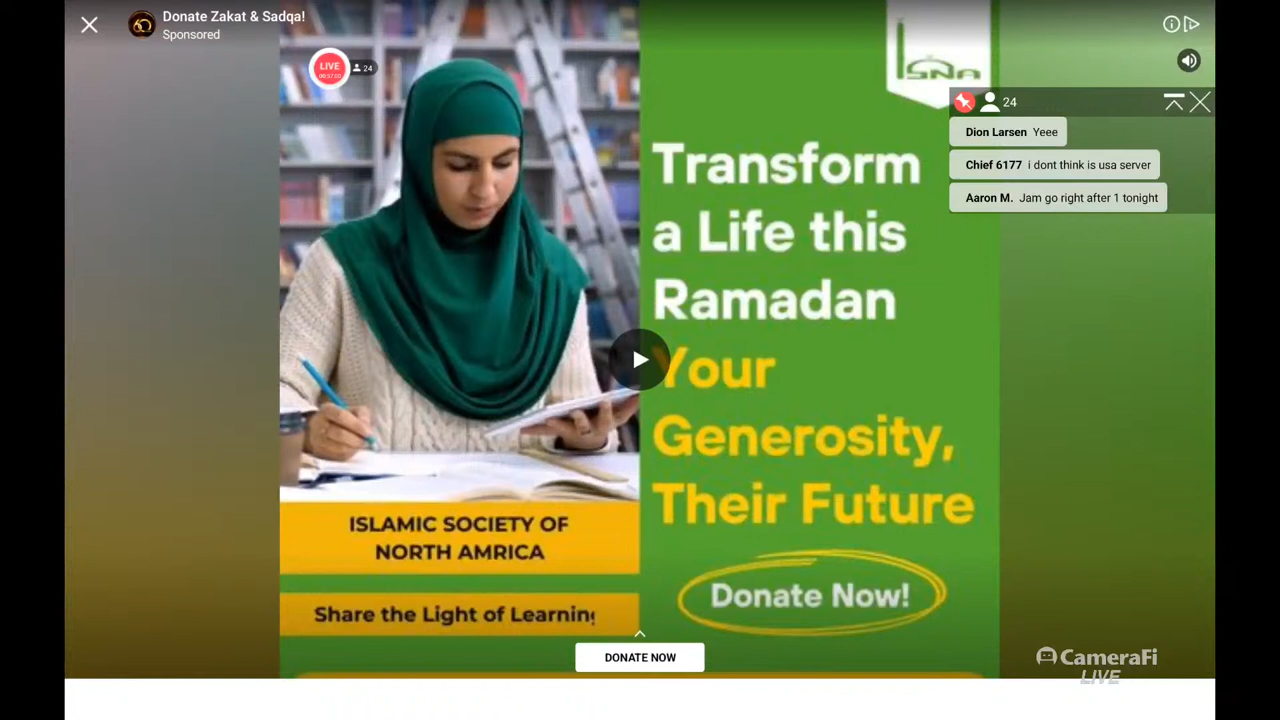 Donate Zakat & Sadqa!
Sponsored
LIVE
24
ISNA
24
Dion Larsen Yeee
Chief 6177 i dont think is usa server
Aaron M. Jam go right after 1 tonight
Transform
a Life this
Ramadan
Your
Generosity,
Their Future
Donate Now!
ISLAMIC SOCIETY OF
NORTH AMRICA
Share the Light of Learning
DONATE NOW
CameraFi
LIVE